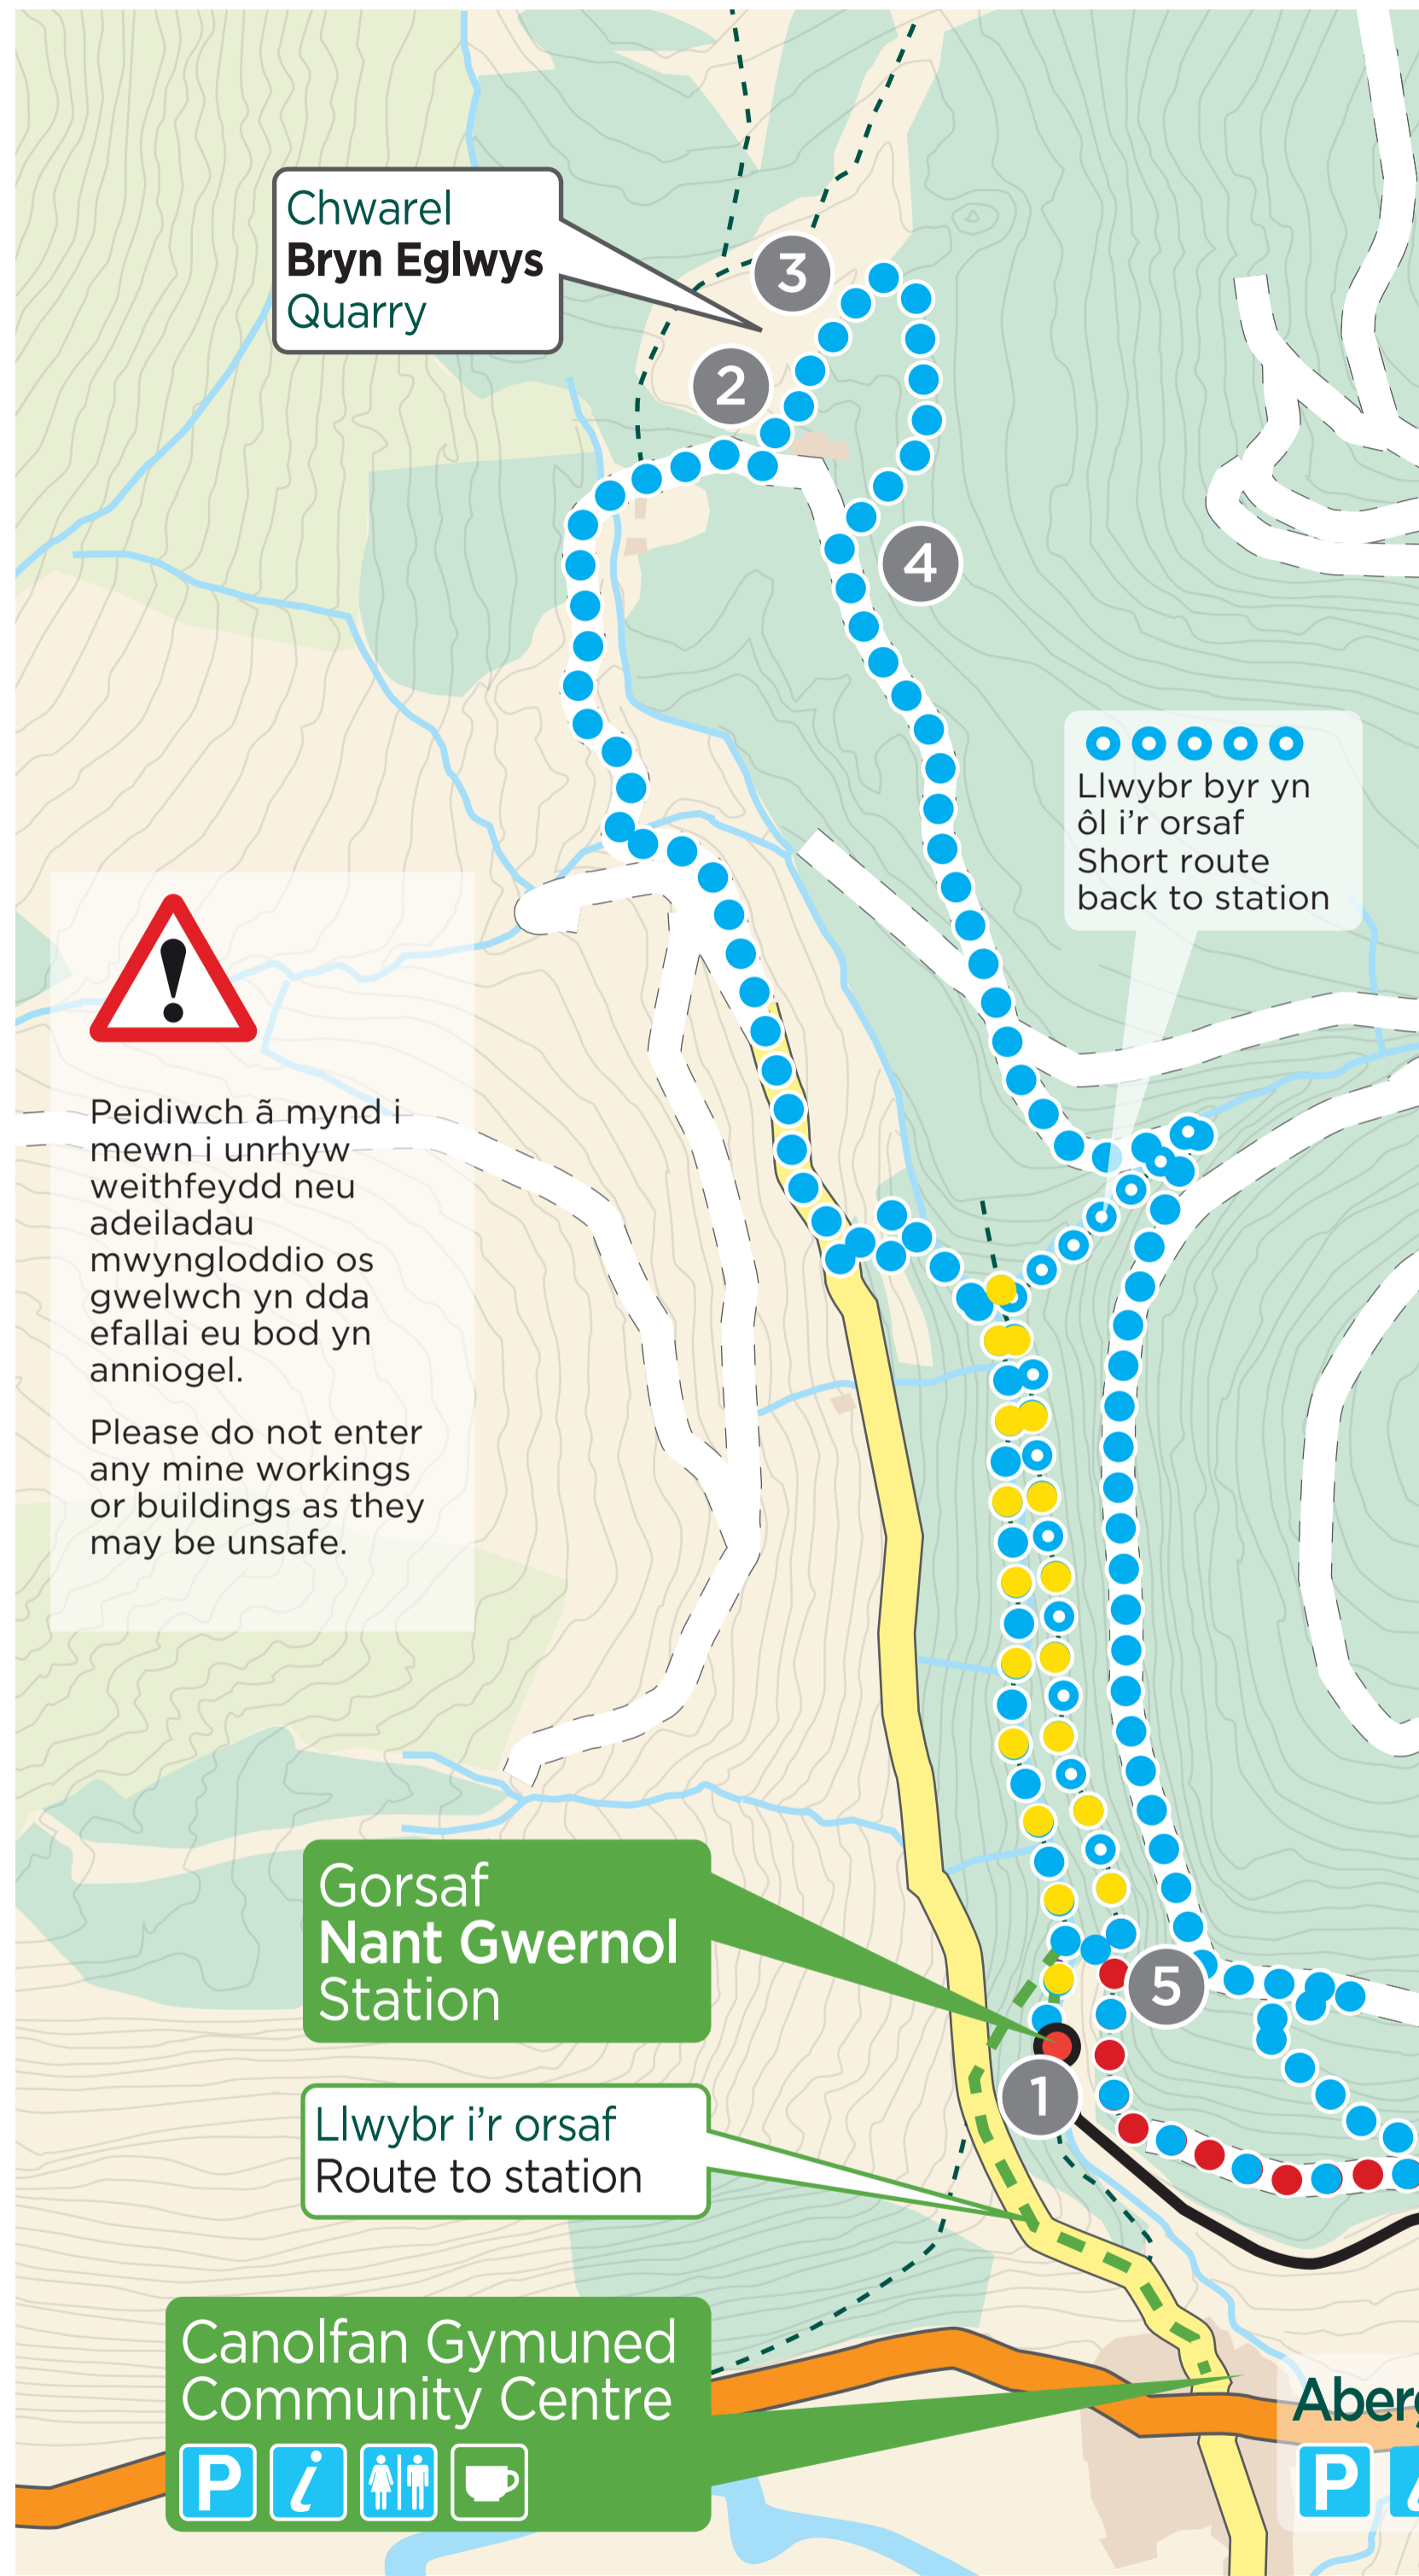 Chwarel
Bryn Eglwys
Quarry
3
2
4
Llwybr byr yn
ôl i’r orsaf
Short route
back to station
Peidiwch ã mynd i
mewn i unrhyw
weithfeydd neu
adeiladau
mwyngloddio os
gwelwch yn dda
efallai eu bod yn
anniogel.
Please do not enter
any mine workings
or buildings as they
may be unsafe.
Gorsaf
Nant Gwernol
Station
5
1
Llwybr i’r orsaf
Route to station
Canolfan Gymuned
Community Centre
P i
Aberg
P